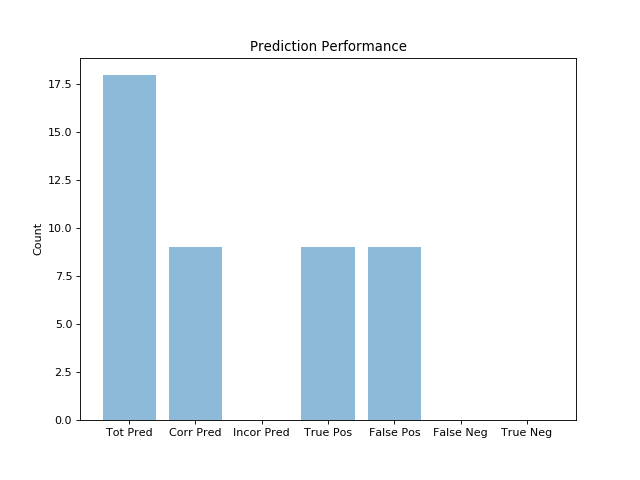 Prediction Performance
Count
17.5
15.0
12.5
10.0
7.5
5.0
2.5
0.0
Tot Pred Corr Pred Incor Pred True Pos False Pos False Neg True Neg